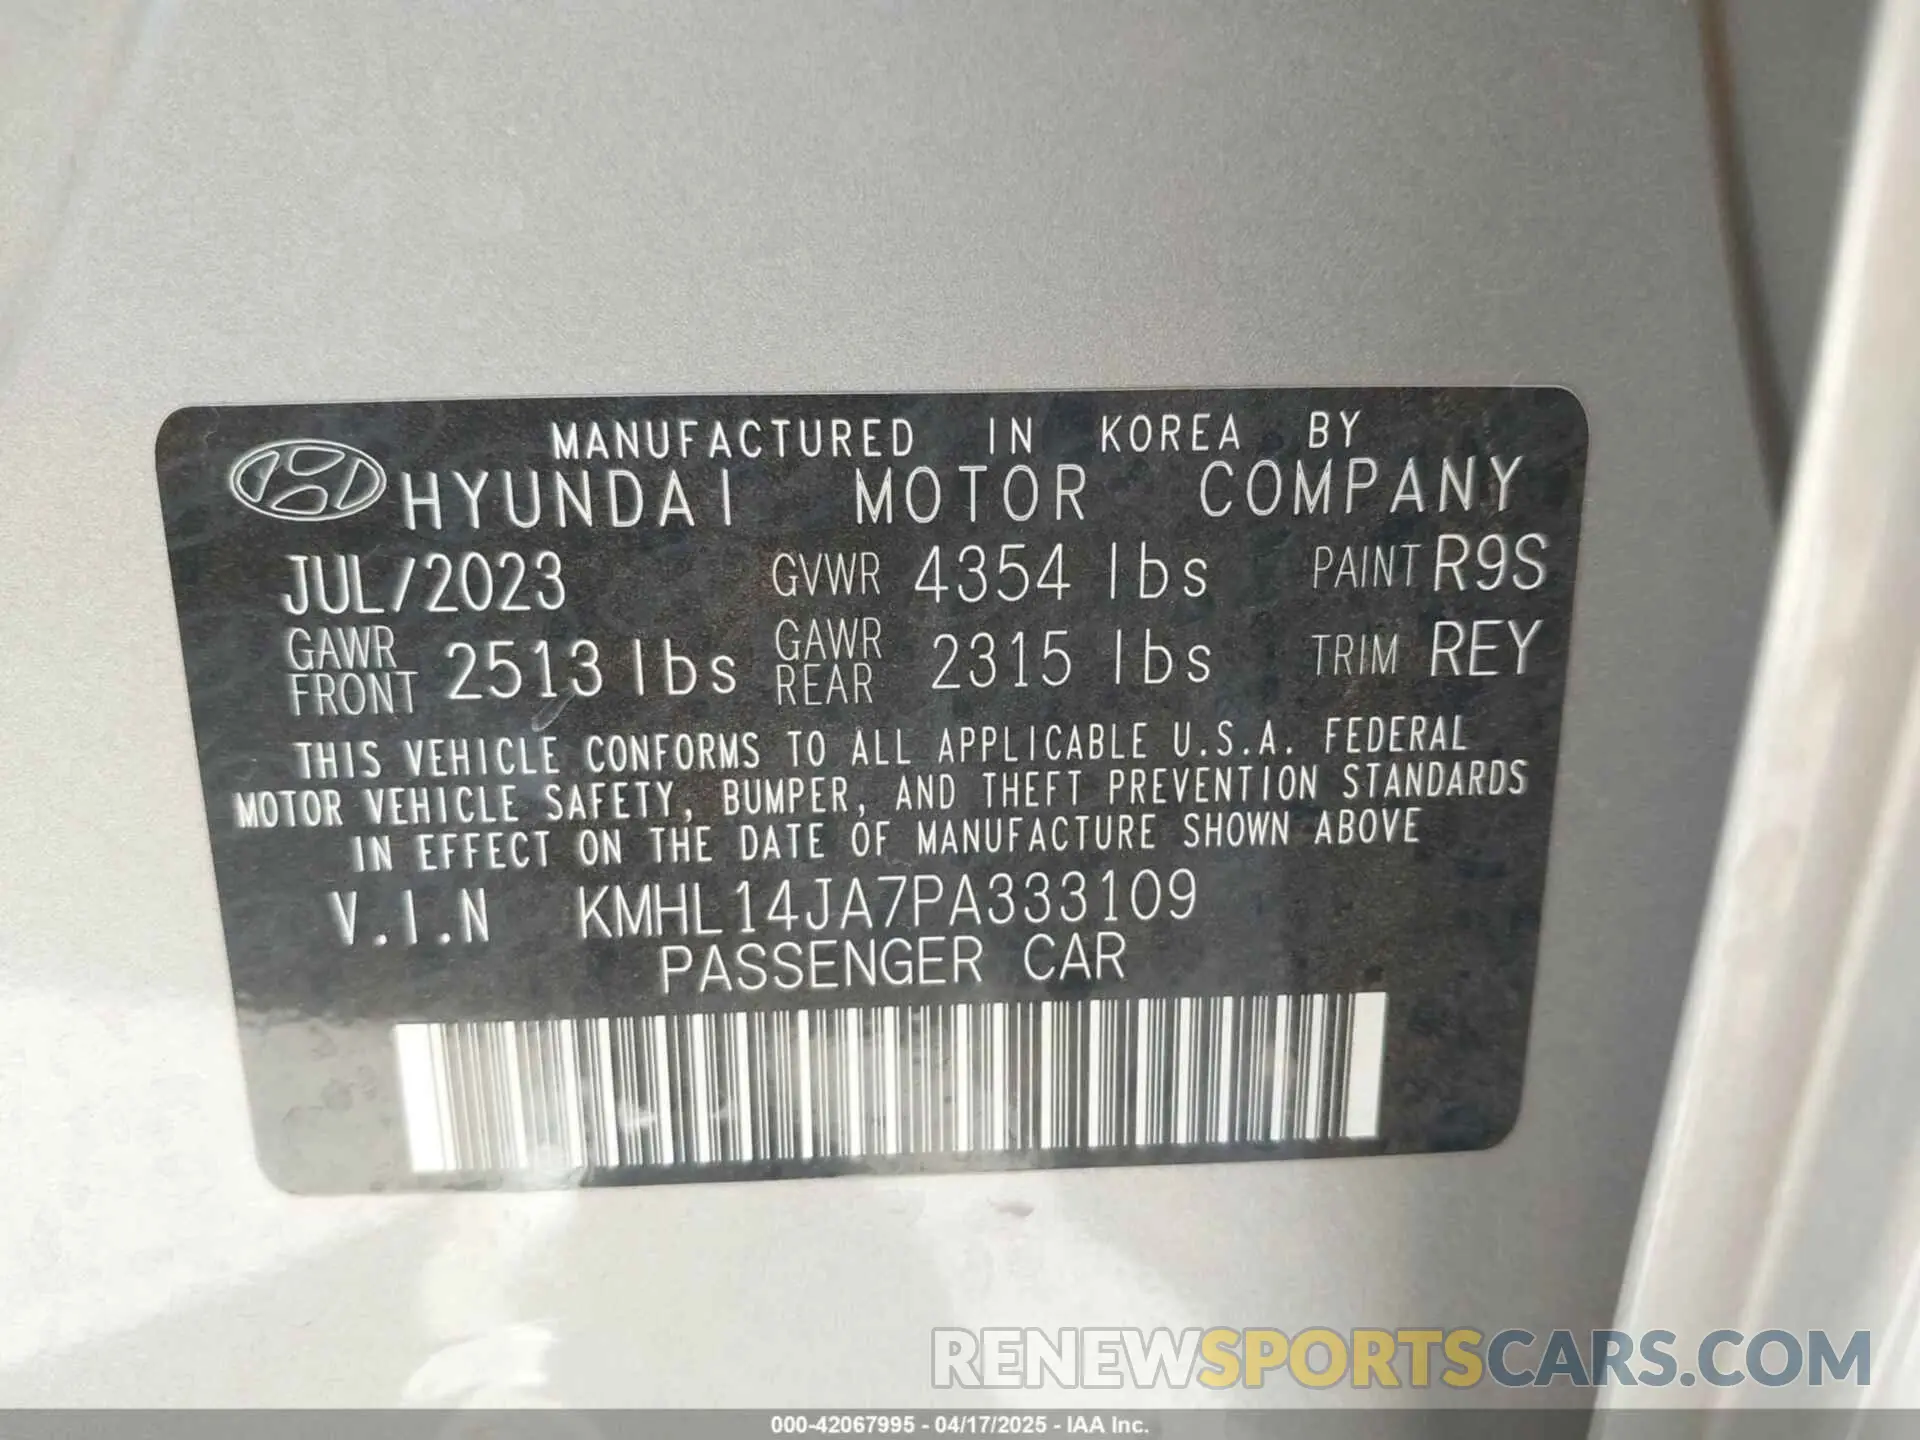 MANUFACTURED IN KOREA BY
HYUNDAI MOTOR COMPANY
JUL/2023 GVWR 4354 lbs PAINT R9S
GAWR FRONT 2513 lbs GAWR REAR 2315 lbs TRIM REY
THIS VEHICLE CONFORMS TO ALL APPLICABLE U.S.A. FEDERAL
MOTOR VEHICLE SAFETY, BUMPER, AND THEFT PREVENTION STANDARDS
IN EFFECT ON THE DATE OF MANUFACTURE SHOWN ABOVE
V.I.N KMHL14JA7PA333109
PASSENGER CAR
RENEWSPORTSCARS.COM
000-42067995 - 04/17/2025 - IAA Inc.